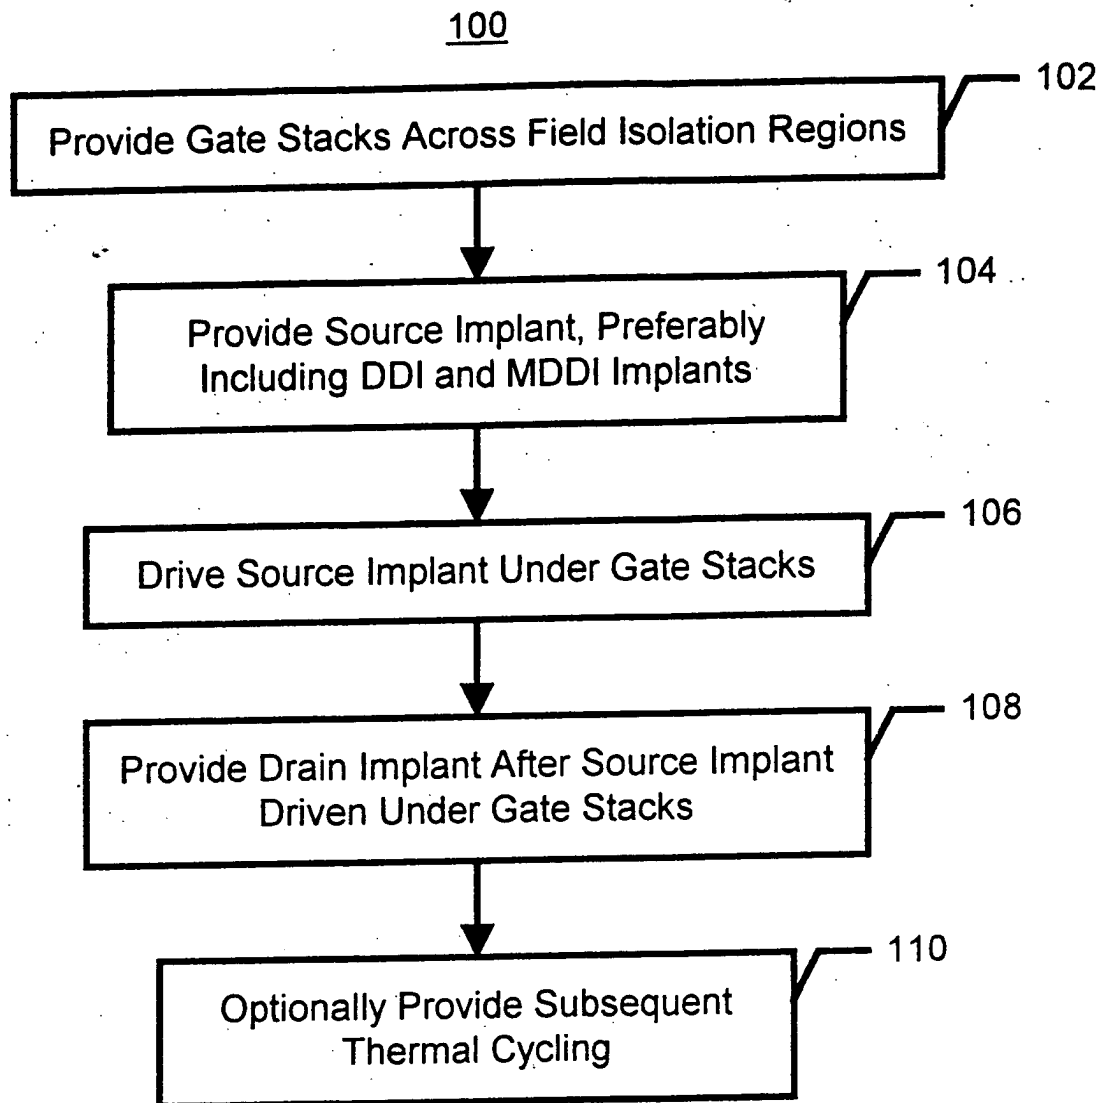 100
102
Provide Gate Stacks Across Field Isolation Regions
104
Provide Source Implant, Preferably
Including DDI and MDDI Implants
106
Drive Source Implant Under Gate Stacks
108
Provide Drain Implant After Source Implant
Driven Under Gate Stacks
110
Optionally Provide Subsequent
Thermal Cycling